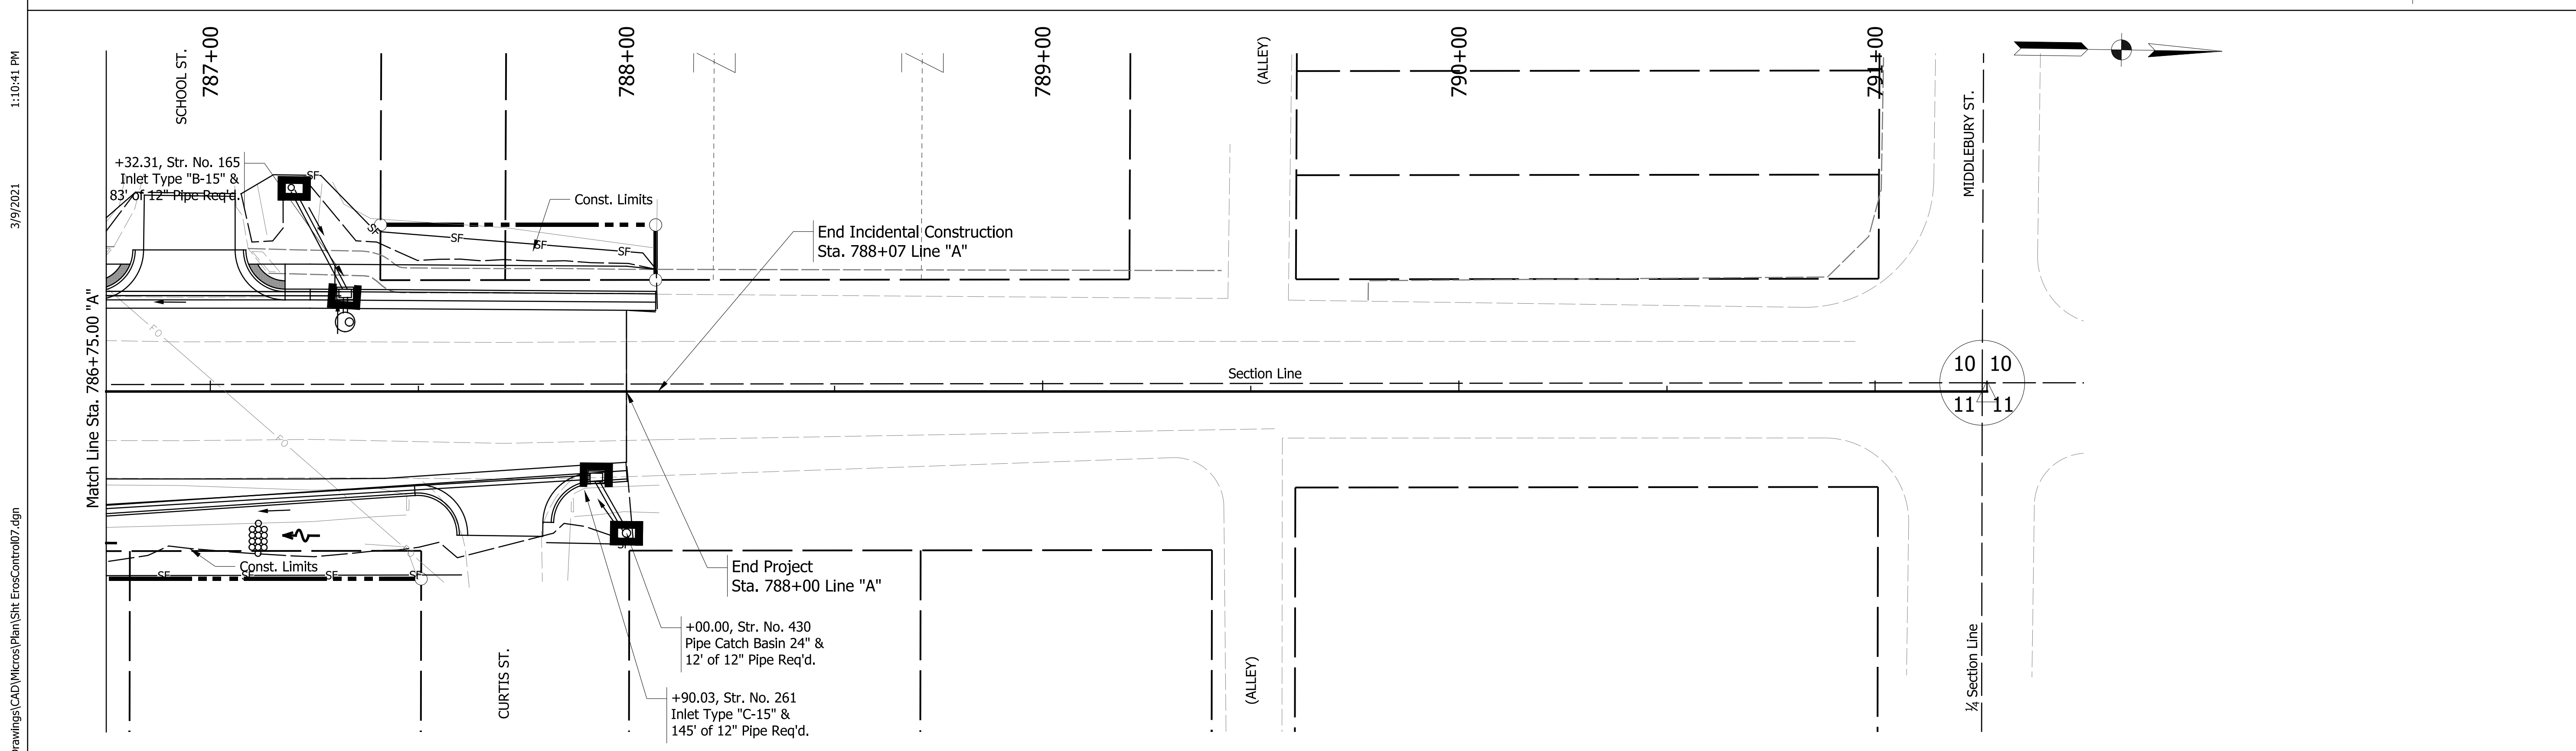 3/9/2021 1:10:41 PM
Drawings\CAD\Micros\Plan\Sht ErosControl07.dgn
787+00
788+00
789+00
790+00
791+00
SCHOOL ST.
(ALLEY)
MIDDLEBURY ST.
+32.31, Str. No. 165
Inlet Type "B-15" &
83' of 12" Pipe Req'd.
SF
SF
SF
SF
SF
Const. Limits
End Incidental Construction
Sta. 788+07 Line "A"
Match Line Sta. 786+75.00 "A"
FO
FO
FO
Section Line
10 10
11 11
Const. Limits
SF
SF
SF
SF
SF
End Project
Sta. 788+00 Line "A"
+00.00, Str. No. 430
Pipe Catch Basin 24" &
12' of 12" Pipe Req'd.
+90.03, Str. No. 261
Inlet Type "C-15" &
145' of 12" Pipe Req'd.
CURTIS ST.
(ALLEY)
¼ Section Line